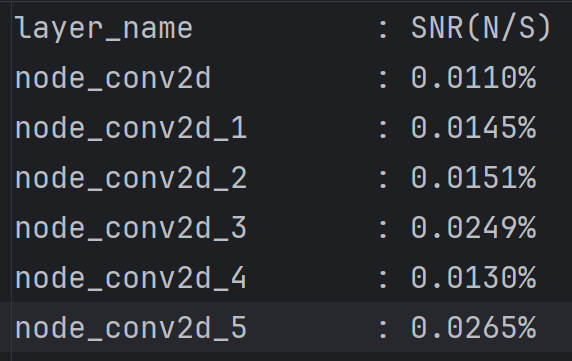 layer_name : SNR(N/S)
node_conv2d : 0.0110%
node_conv2d_1 : 0.0145%
node_conv2d_2 : 0.0151%
node_conv2d_3 : 0.0249%
node_conv2d_4 : 0.0130%
node_conv2d_5 : 0.0265%